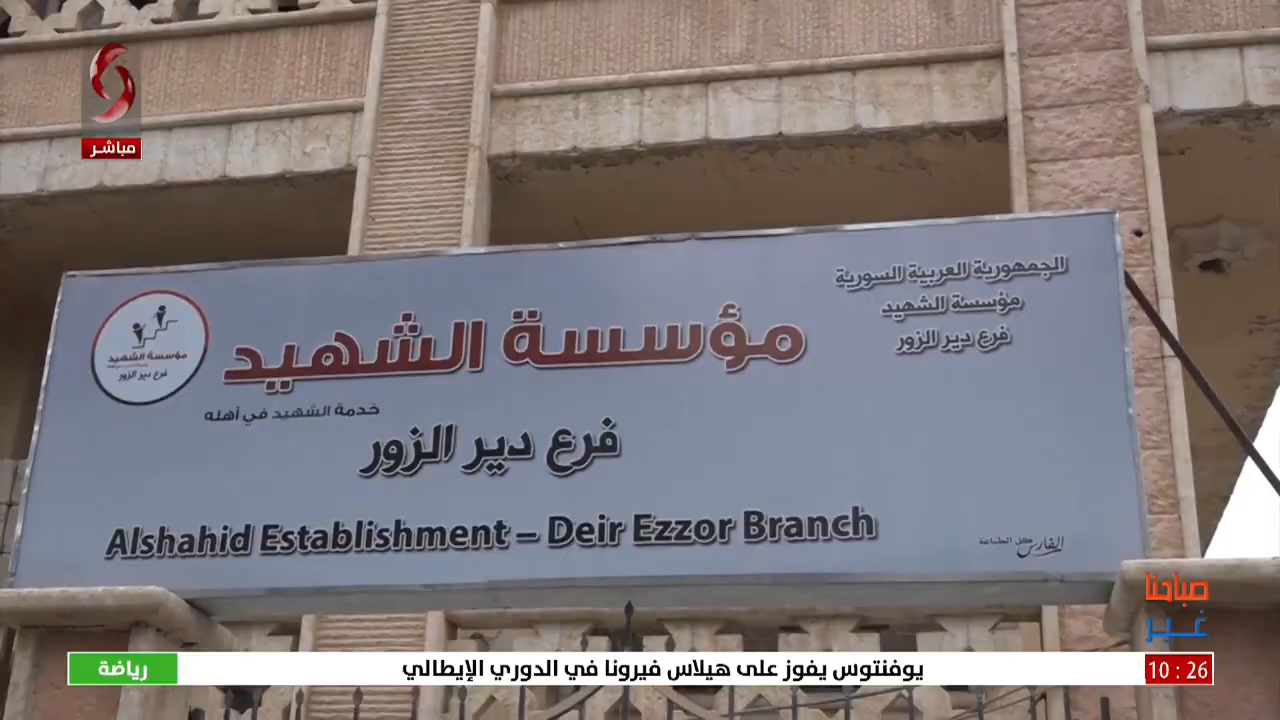 مباشر
الجمهورية العربية السورية
مؤسسة الشهيد
فرع دير الزور
مؤسسة الشهيد
فرع دير الزور
مؤسسة الشهيد
خدمة الشهيد في أهله
فرع دير الزور
Alshahid Establishment – Deir Ezzor Branch
الفارس كل الطباعة
صباحنا
غير
رياضة
يوفنتوس يفوز على هيلاس فيرونا في الدوري الإيطالي
10 : 26